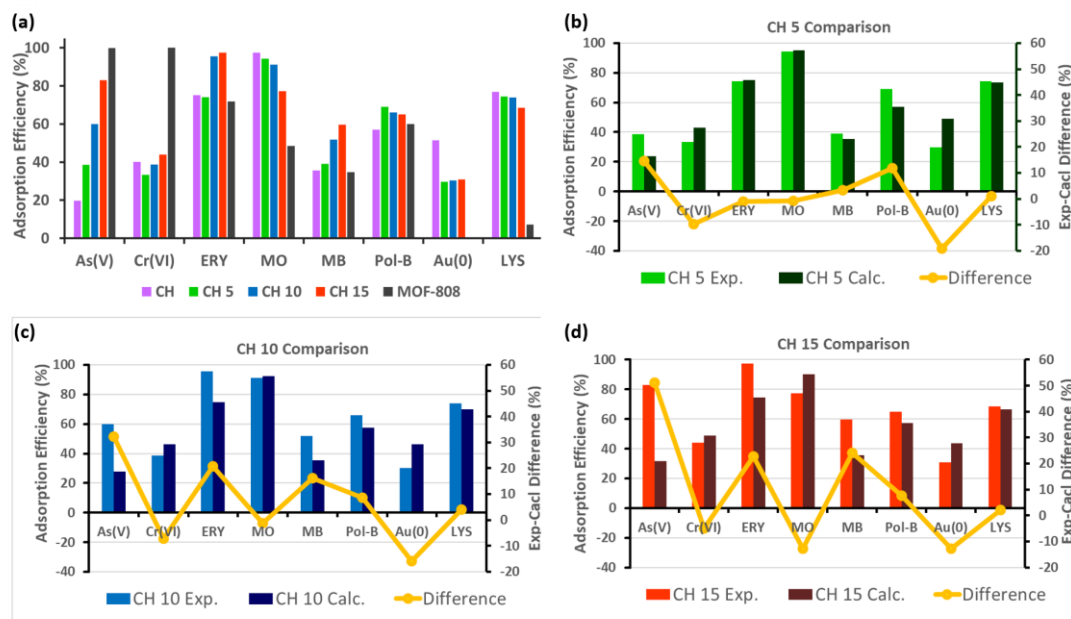 (a)
Adsorption Efficiency (%)
100
80
60
40
20
0
As(V) Cr(VI) ERY MO MB Pol-B Au(0) LYS
CH CH 5 CH 10 CH 15 MOF-808
(b)
CH 5 Comparison
Adsorption Efficiency (%)
100
80
60
40
20
0
-20
-40
As(V) Cr(VI) ERY MO MB Pol-B Au(0) LYS
60
50
40
30
20
10
0
-10
-20
Exp-Cacl Difference (%)
CH 5 Exp. CH 5 Calc. Difference
(c)
CH 10 Comparison
Adsorption Efficiency (%)
100
80
60
40
20
0
-20
-40
As(V) Cr(VI) ERY MO MB Pol-B Au(0) LYS
60
50
40
30
20
10
0
-10
-20
Exp-Cacl Difference (%)
CH 10 Exp. CH 10 Calc. Difference
(d)
CH 15 Comparison
Adsorption Efficiency (%)
100
80
60
40
20
0
-20
-40
As(V) Cr(VI) ERY MO MB Pol-B Au(0) LYS
60
50
40
30
20
10
0
-10
-20
Exp-Cacl Difference (%)
CH 15 Exp. CH 15 Calc. Difference